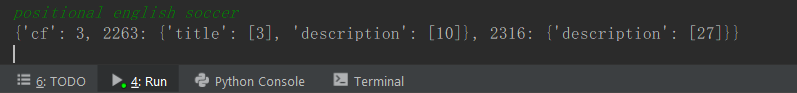 positional english soccer
{'cf': 3, 2263: {'title': [3], 'description': [10]}, 2316: {'description': [27]}}
6: TODO 4: Run Python Console Terminal